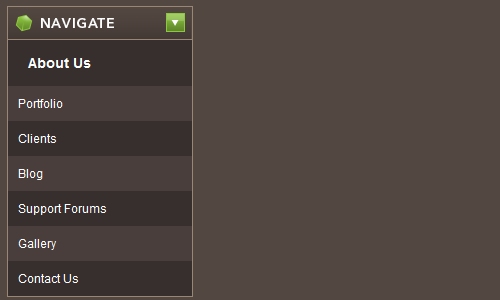 NAVIGATE
About Us
Portfolio
Clients
Blog
Support Forums
Gallery
Contact Us